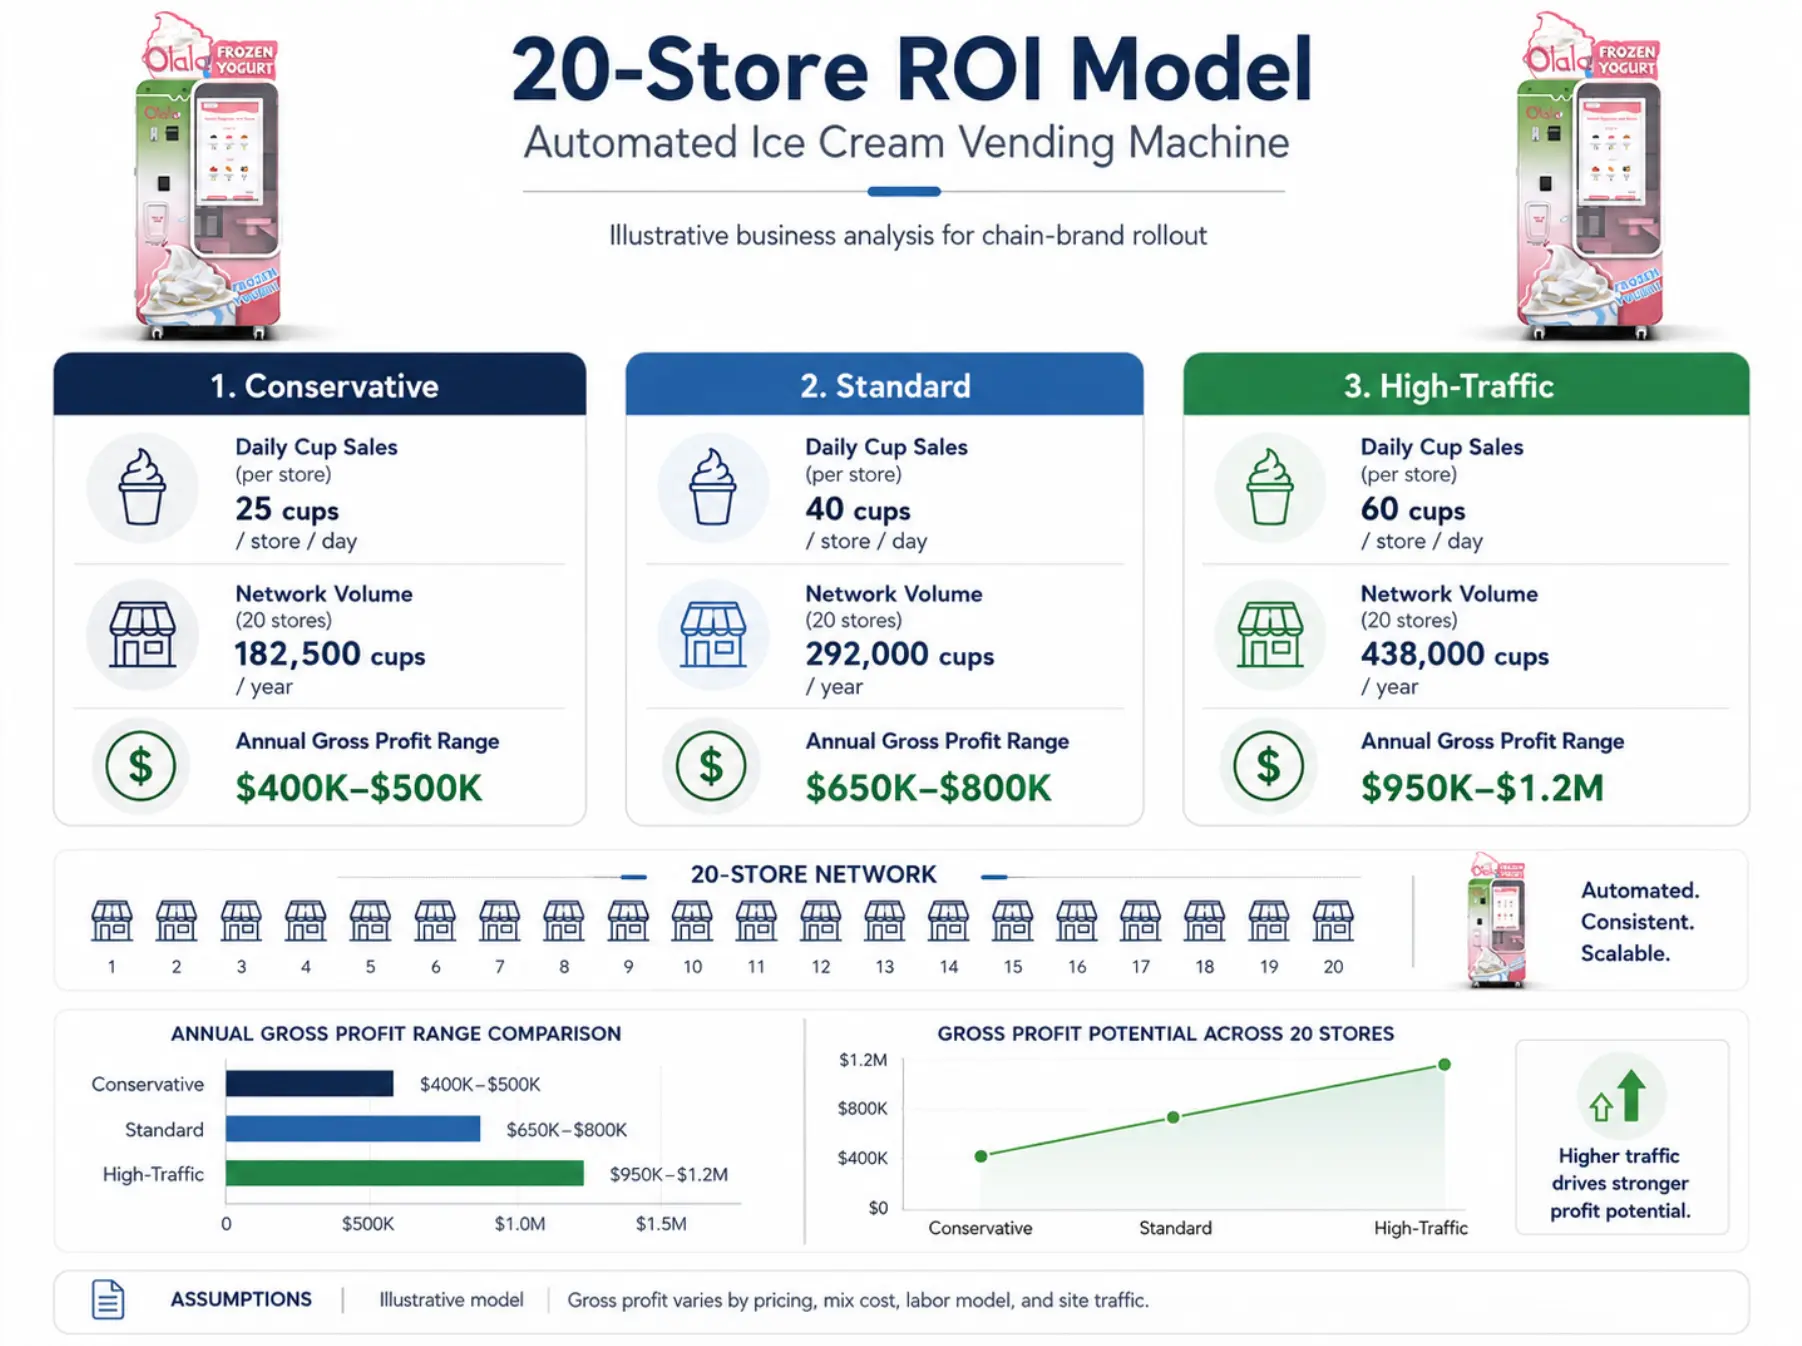 Olala!
FROZEN
YOGURT
Olala!
FROZEN
YOGURT
20-Store ROI Model
Automated Ice Cream Vending Machine
Illustrative business analysis for chain-brand rollout
Olala!
FROZEN
YOGURT
Olala!
FROZEN
YOGURT
1. Conservative
Daily Cup Sales
(per store)
25 cups
/ store / day
Network Volume
(20 stores)
182,500 cups
/ year
Annual Gross Profit Range
$400K–$500K
2. Standard
Daily Cup Sales
(per store)
40 cups
/ store / day
Network Volume
(20 stores)
292,000 cups
/ year
Annual Gross Profit Range
$650K–$800K
3. High-Traffic
Daily Cup Sales
(per store)
60 cups
/ store / day
Network Volume
(20 stores)
438,000 cups
/ year
Annual Gross Profit Range
$950K–$1.2M
20-STORE NETWORK
1 2 3 4 5 6 7 8 9 10 11 12 13 14 15 16 17 18 19 20
Automated.
Consistent.
Scalable.
ANNUAL GROSS PROFIT RANGE COMPARISON
Conservative $400K–$500K
Standard $650K–$800K
High-Traffic $950K–$1.2M
0 $500K $1.0M $1.5M
GROSS PROFIT POTENTIAL ACROSS 20 STORES
$1.2M
$800K
$400K
$0
Conservative Standard High-Traffic
Higher traffic
drives stronger
profit potential.
ASSUMPTIONS | Illustrative model | Gross profit varies by pricing, mix cost, labor model, and site traffic.